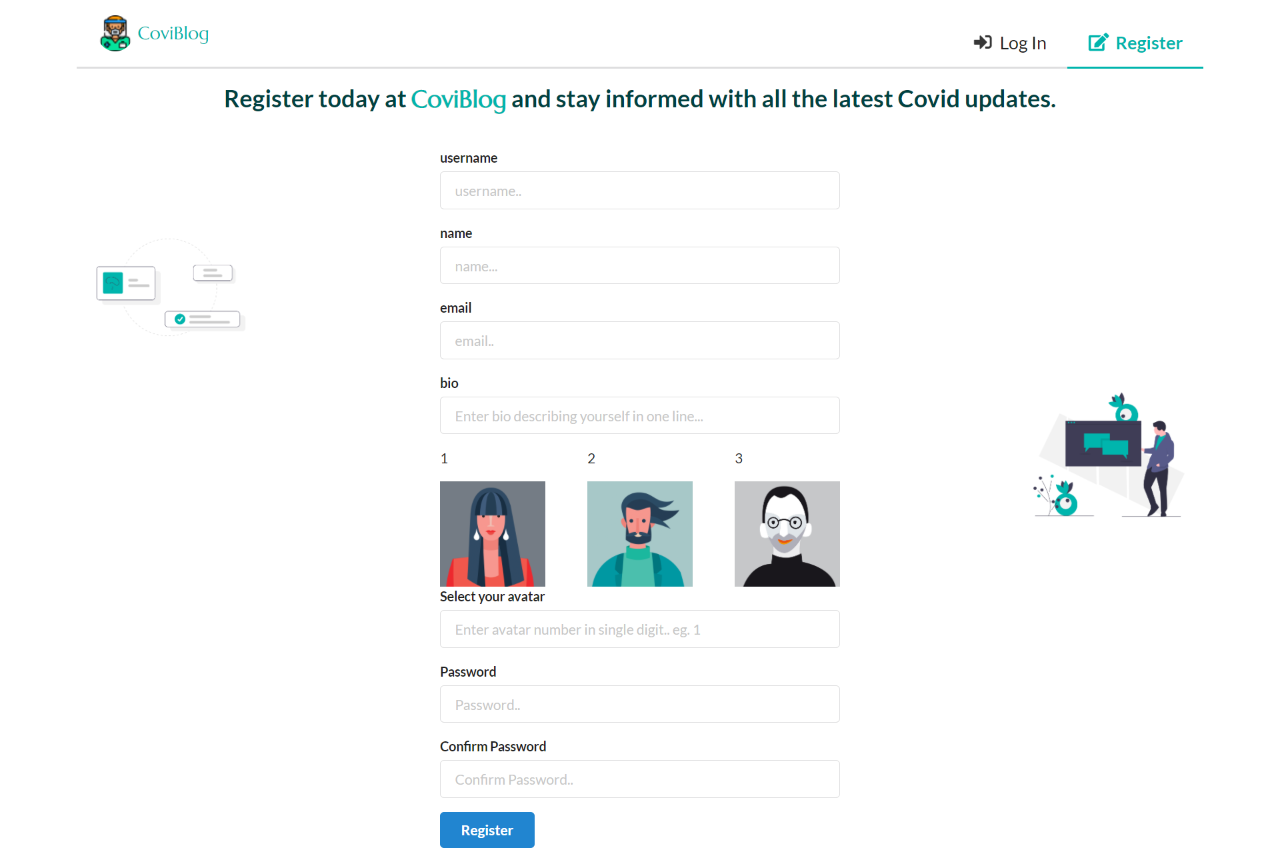 CoviBlog
Log In
Register
Register today at CoviBlog and stay informed with all the latest Covid updates.
username
username..
name
name...
email
email..
bio
Enter bio describing yourself in one line...
1 2 3
Select your avatar
Enter avatar number in single digit.. eg. 1
Password
Password..
Confirm Password
Confirm Password..
Register